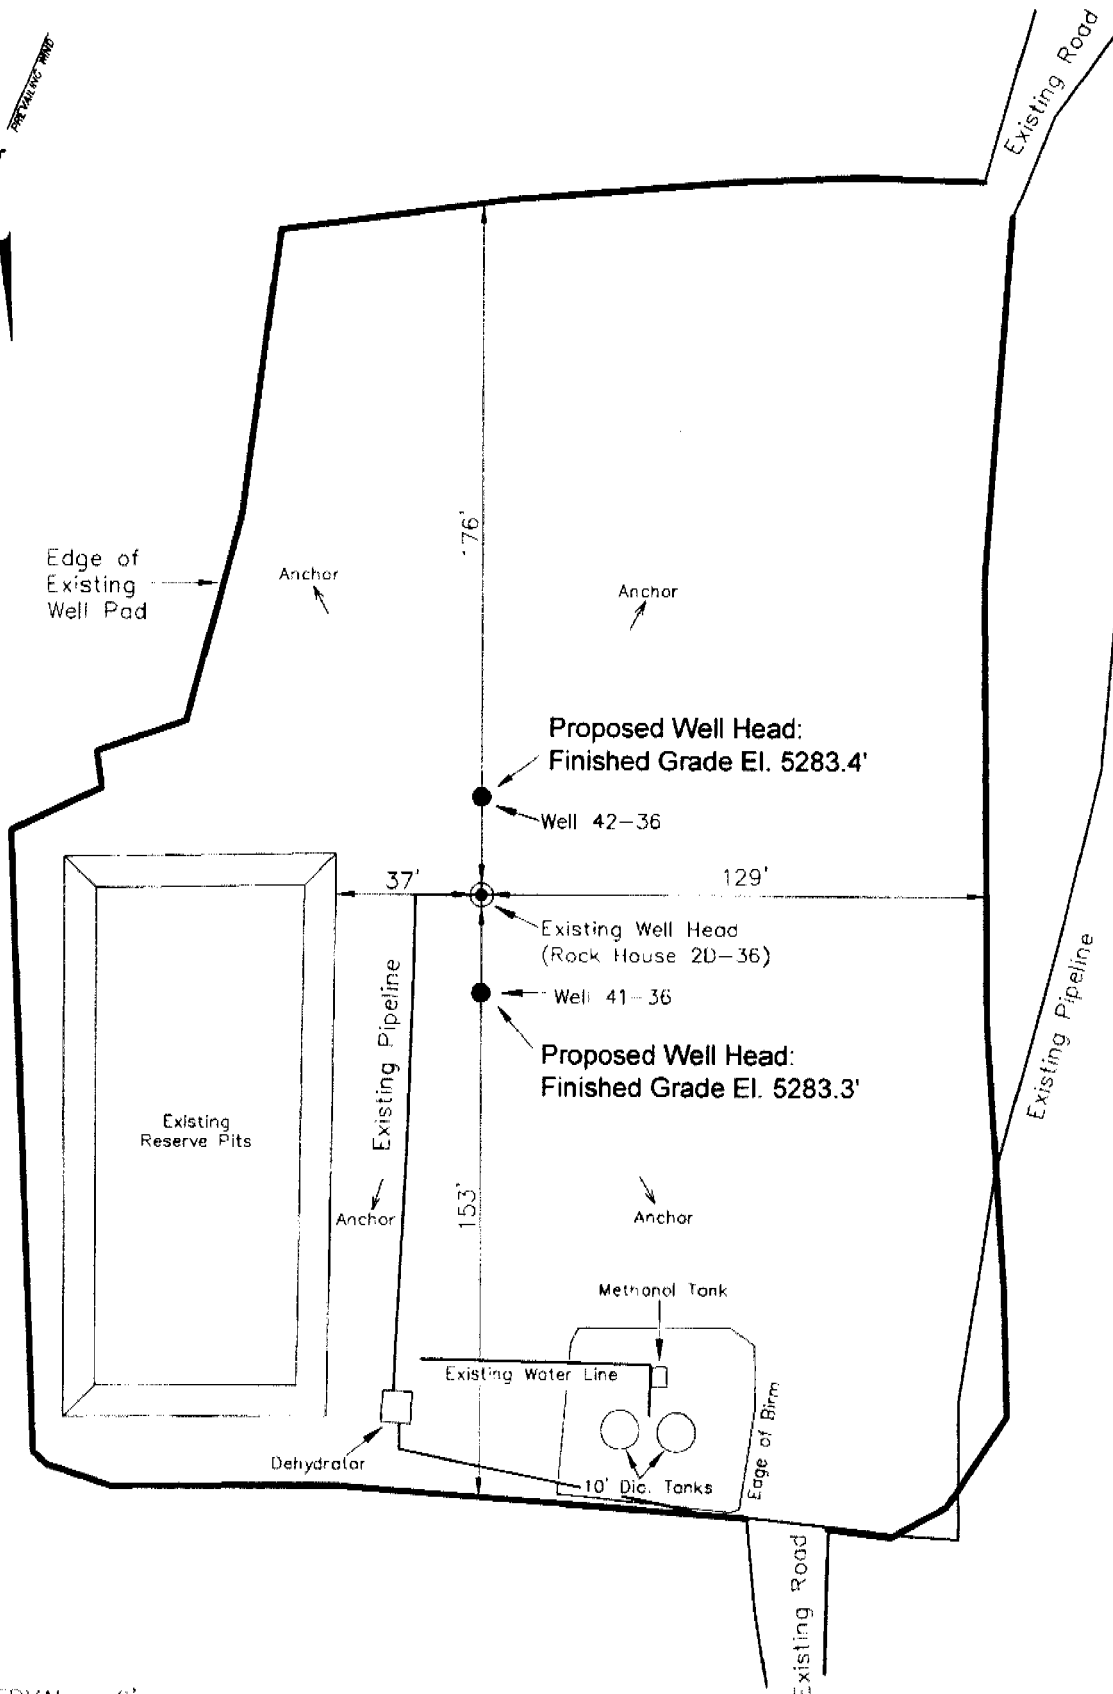 PREVAILING WIND
Existing Road
'76'
Edge of
Existing
Well Pad
Anchor
Anchor
Proposed Well Head:
Finished Grade El. 5283.4'
Well 42-36
37'
129'
Existing Well Head
(Rock House 2D-36)
Well 41-36
Existing Pipeline
Proposed Well Head:
Finished Grade El. 5283.3'
Existing Pipeline
Existing
Reserve Pits
153'
Anchor
Anchor
Methanol Tank
Existing Water Line
Edge of Birm
Dehydrator
10' Dia. Tanks
Existing Road